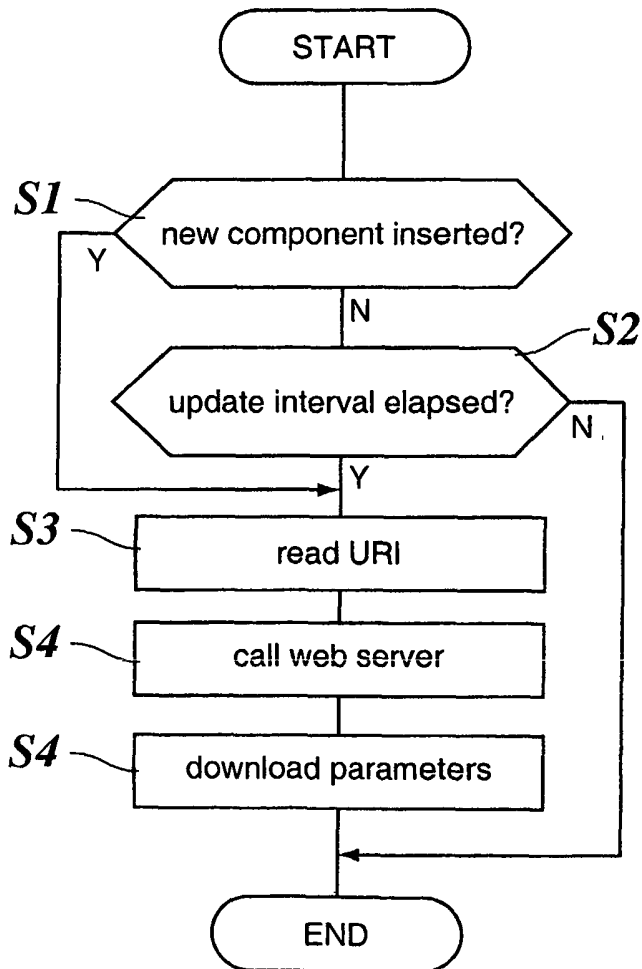 START
S1
new component inserted?
Y
N
S2
update interval elapsed?
N
Y
S3
read URI
S4
call web server
S4
download parameters
END